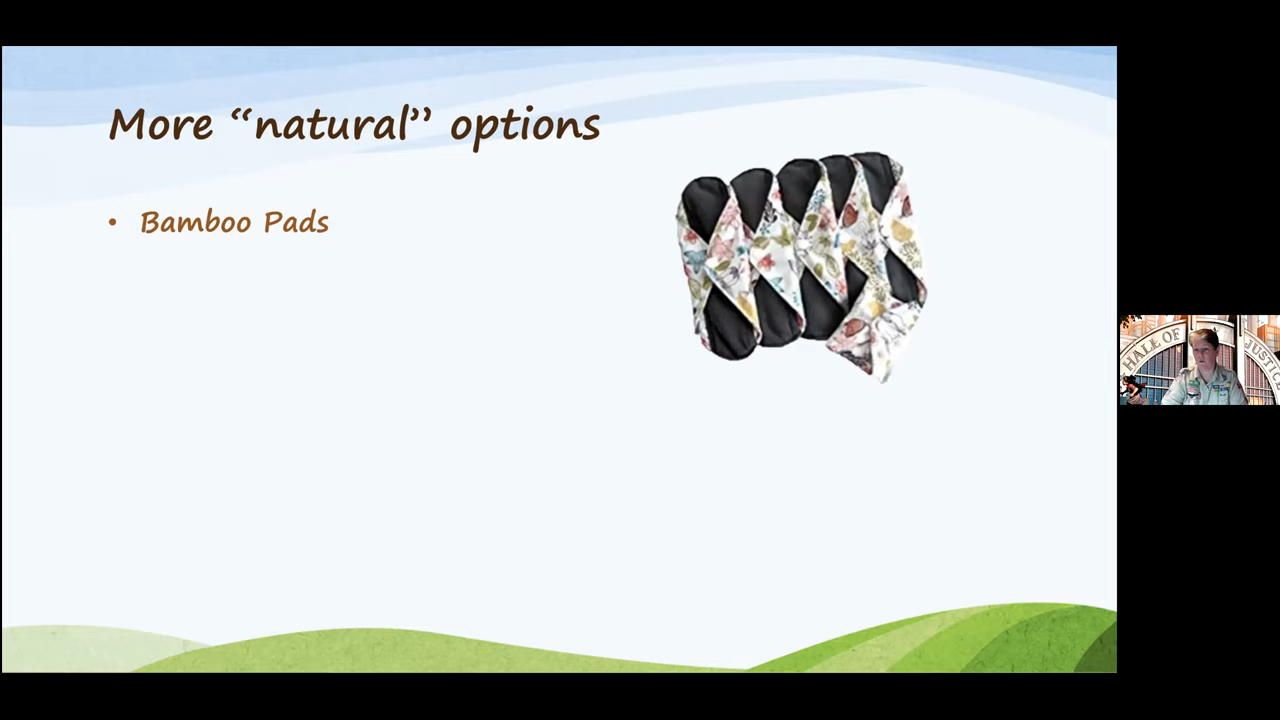 More “natural” options
• Bamboo Pads
HALL OF JUSTICE